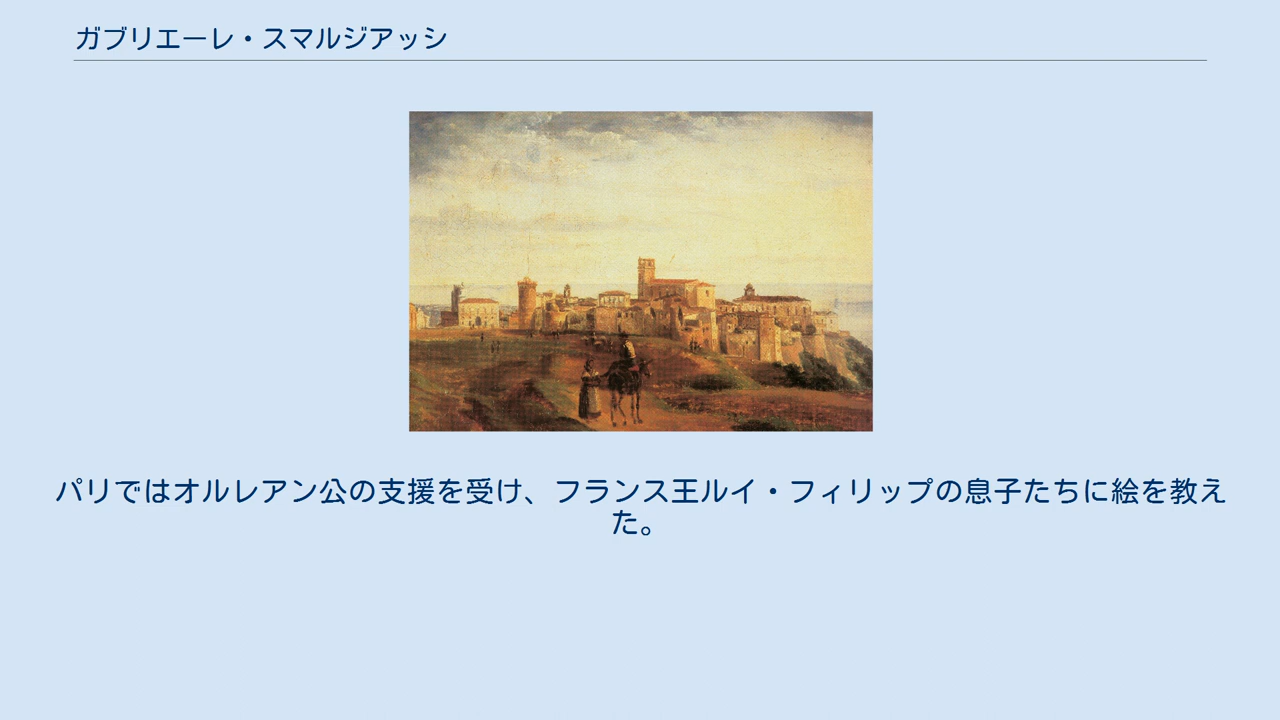 ガブリエーレ・スマルジアッシ
パリではオルレアン公の支援を受け、フランス王ルイ・フィリップの息子たちに絵を教え
た。